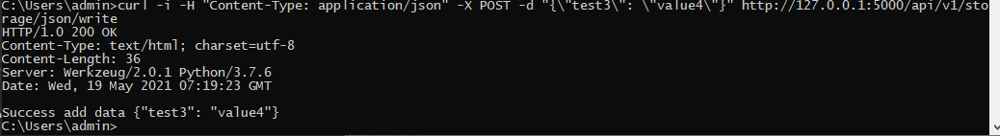 C:\Users\admin>curl -i -H "Content-Type: application/json" -X POST -d "{\"test3\": \"value4\"}" http://127.0.0.1:5000/api/v1/sto
rage/json/write
HTTP/1.0 200 OK
Content-Type: text/html; charset=utf-8
Content-Length: 36
Server: Werkzeug/2.0.1 Python/3.7.6
Date: Wed, 19 May 2021 07:19:23 GMT

Success add data {"test3": "value4"}
C:\Users\admin>